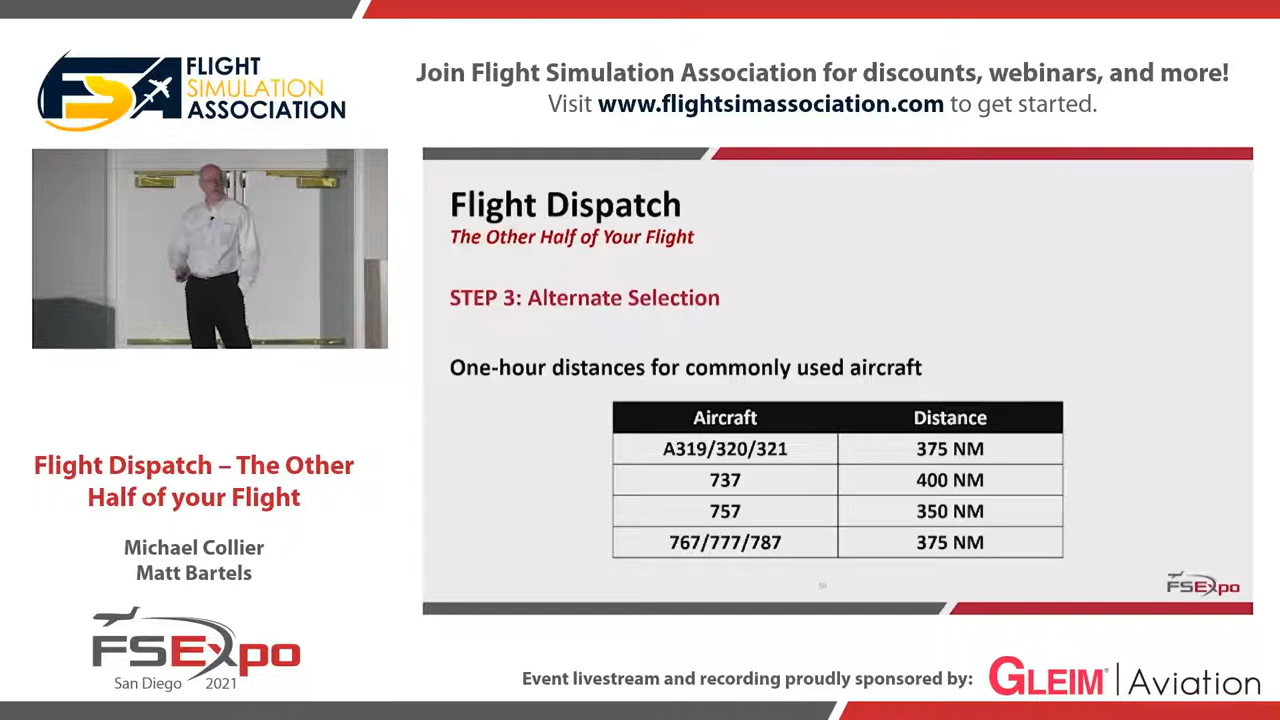 FLIGHT
SIMULATION
ASSOCIATION
Join Flight Simulation Association for discounts, webinars, and more!
Visit www.flightsimassociation.com to get started.
Flight Dispatch
The Other Half of Your Flight
STEP 3: Alternate Selection
One-hour distances for commonly used aircraft
Aircraft Distance
A319/320/321 375 NM
737 400 NM
757 350 NM
767/777/787 375 NM
FSExpo
Flight Dispatch – The Other
Half of your Flight
Michael Collier
Matt Bartels
FSExpo
San Diego 2021
Event livestream and recording proudly sponsored by:
GLEIM® | Aviation